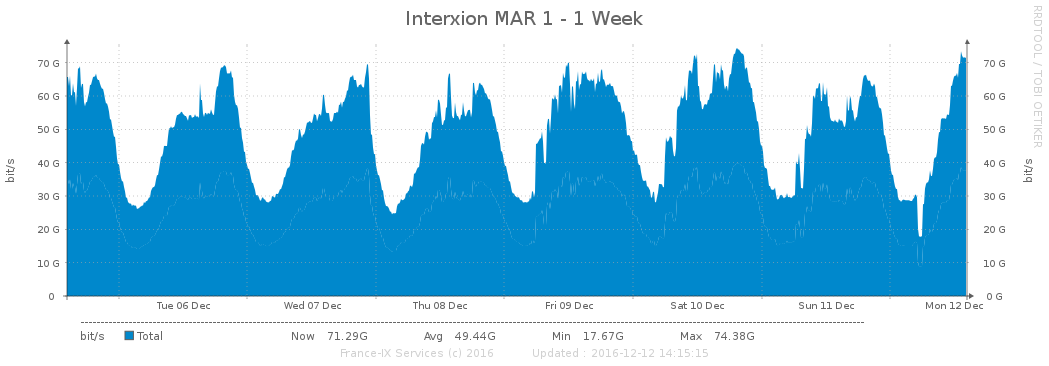 Interxion MAR 1 - 1 Week
RRDTOOL / TOBI OETIKER
bit/s
70 G
60 G
50 G
40 G
30 G
20 G
10 G
0
70 G
60 G
50 G
40 G
30 G
20 G
10 G
0 G
bit/s
Tue 06 Dec Wed 07 Dec Thu 08 Dec Fri 09 Dec Sat 10 Dec Sun 11 Dec Mon 12 Dec
bit/s Total Now 71.29G Avg 49.44G Min 17.67G Max 74.38G
France-IX Services (c) 2016 Updated : 2016-12-12 14:15:15